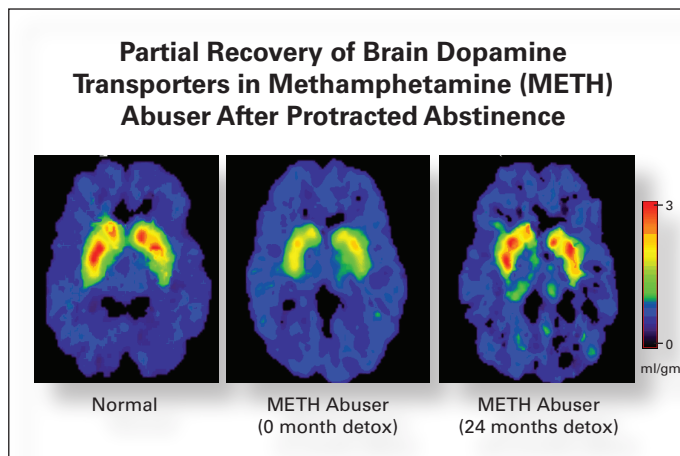 Partial Recovery of Brain Dopamine
Transporters in Methamphetamine (METH)
Abuser After Protracted Abstinence
3
0
ml/gm
Normal
METH Abuser
(0 month detox)
METH Abuser
(24 months detox)